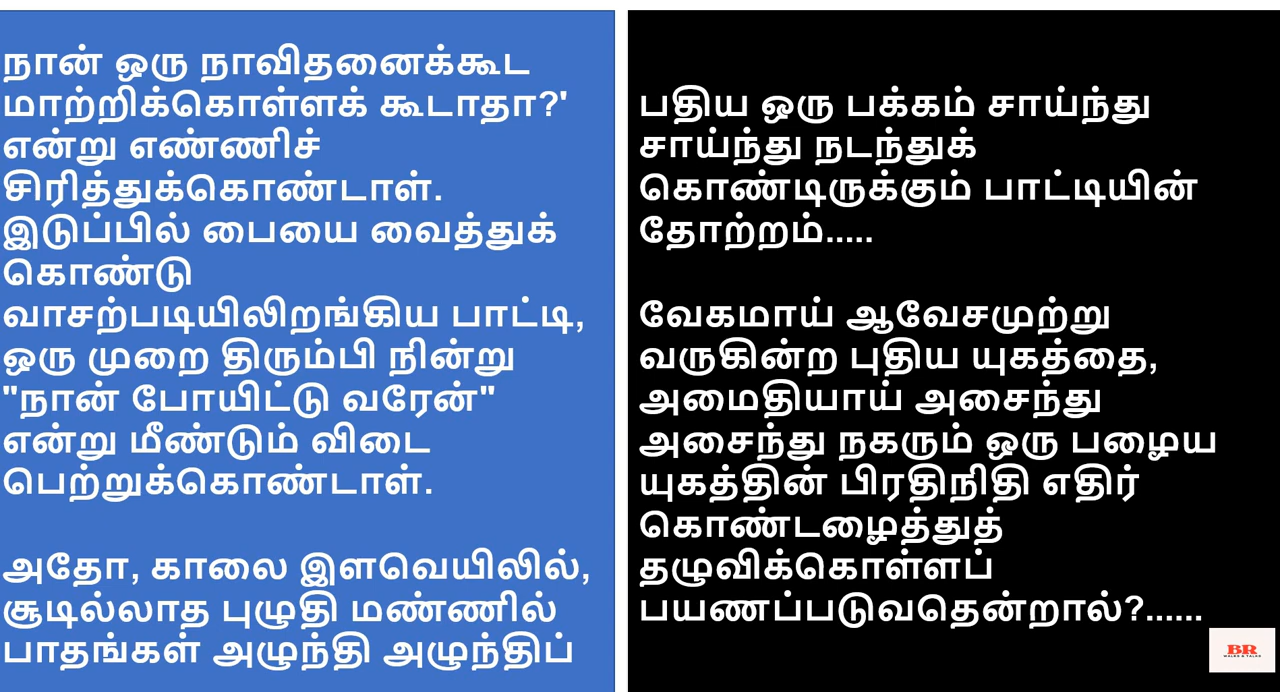 நான் ஒரு நாவிதனைக்கூட
மாற்றிக்கொள்ளக் கூடாதா?'
என்று எண்ணிச்
சிரித்துக்கொண்டாள்.
இடுப்பில் பையை வைத்துக்
கொண்டு
வாசற்படியிலிறங்கிய பாட்டி,
ஒரு முறை திரும்பி நின்று
"நான் போயிட்டு வரேன்"
என்று மீண்டும் விடை
பெற்றுக்கொண்டாள்.
அதோ, காலை இளவெயிலில்,
சூடில்லாத புழுதி மண்ணில்
பாதங்கள் அழுந்தி அழுந்திப்
பதிய ஒரு பக்கம் சாய்ந்து
சாய்ந்து நடந்துக்
கொண்டிருக்கும் பாட்டியின்
தோற்றம்.....
வேகமாய் ஆவேசமுற்று
வருகின்ற புதிய யுகத்தை,
அமைதியாய் அசைந்து
அசைந்து நகரும் ஒரு பழைய
யுகத்தின் பிரதிநிதி எதிர்
கொண்டழைத்துத்
தழுவிக்கொள்ளப்
பயணப்படுவதென்றால்?......
BR
WALKS & TALKS